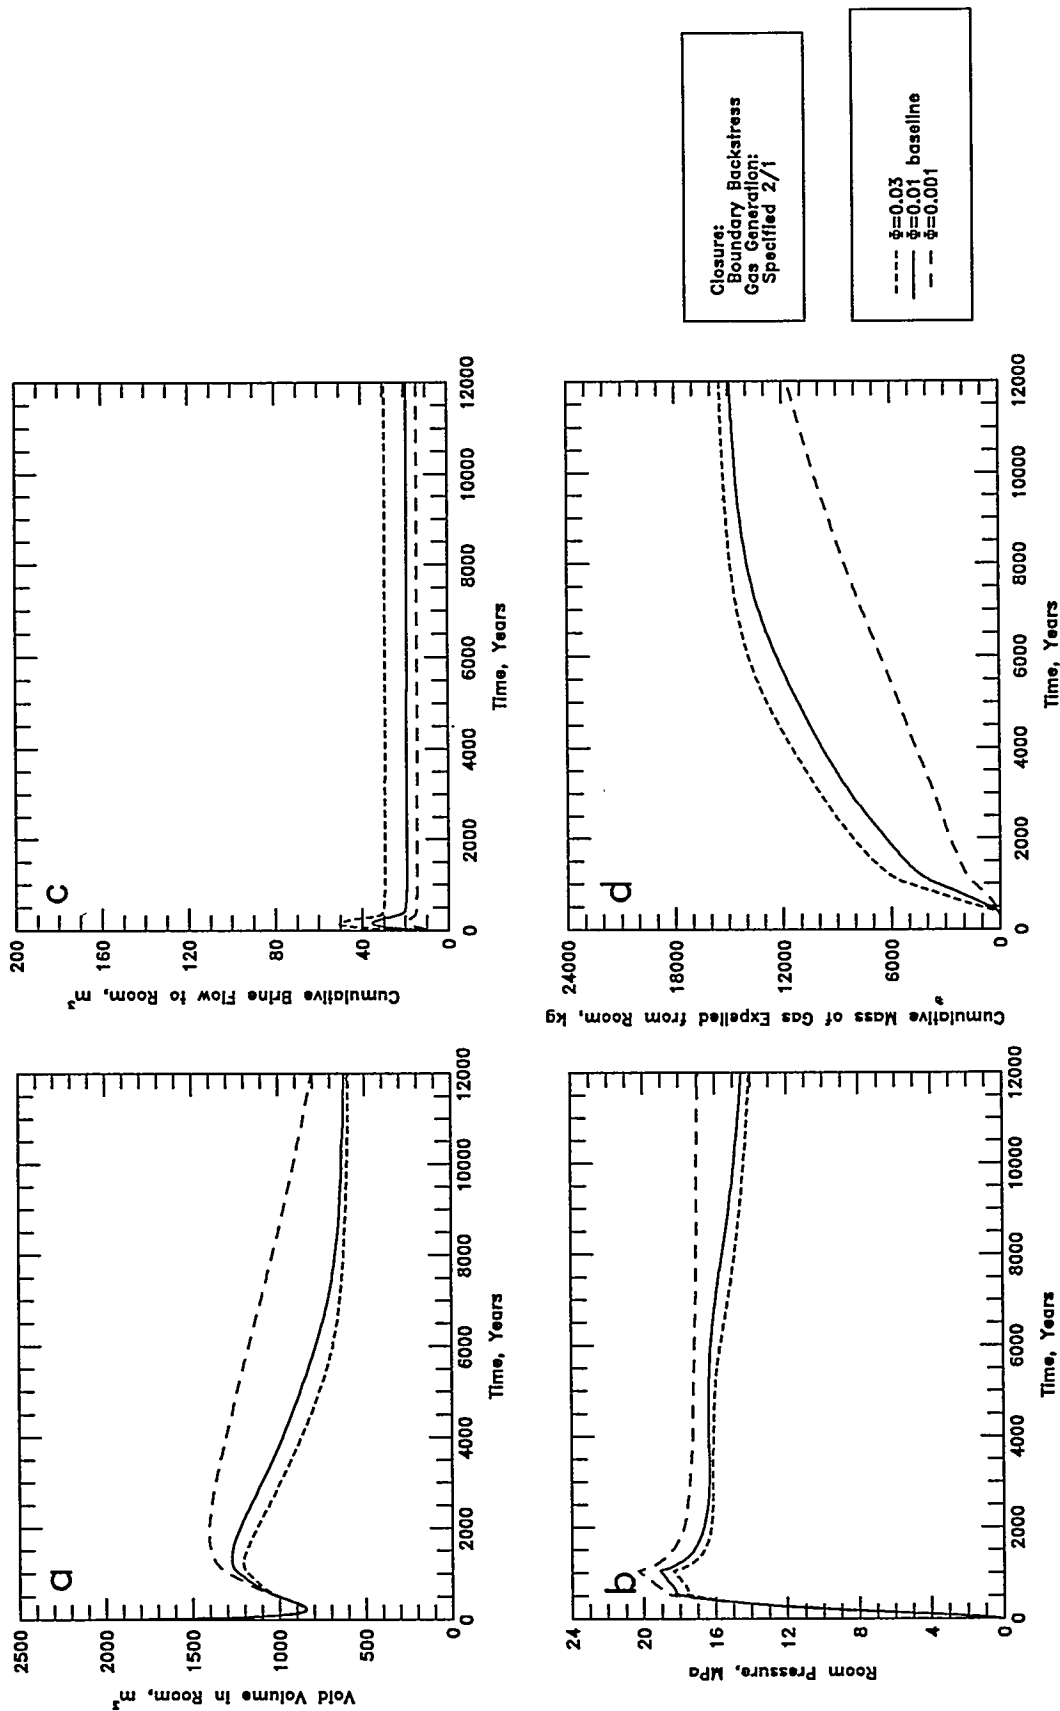 a
Void Volume in Room, m³
2500
2000
1500
1000
500
0
0
2000
4000
6000
8000
10000
12000
Time, Years
c
Cumulative Brine Flow to Room, m³
200
160
120
80
40
0
0
2000
4000
6000
8000
10000
12000
Time, Years
b
Room Pressure, MPa
24
20
16
12
8
4
0
0
2000
4000
6000
8000
10000
12000
Time, Years
d
Cumulative Mass of Gas Expelled from Room, kg
24000
18000
12000
6000
0
0
2000
4000
6000
8000
10000
12000
Time, Years
Closure:
Boundary Backstress
Gas Generation:
Specified 2/1
Φ=0.03
Φ=0.01 baseline
Φ=0.001